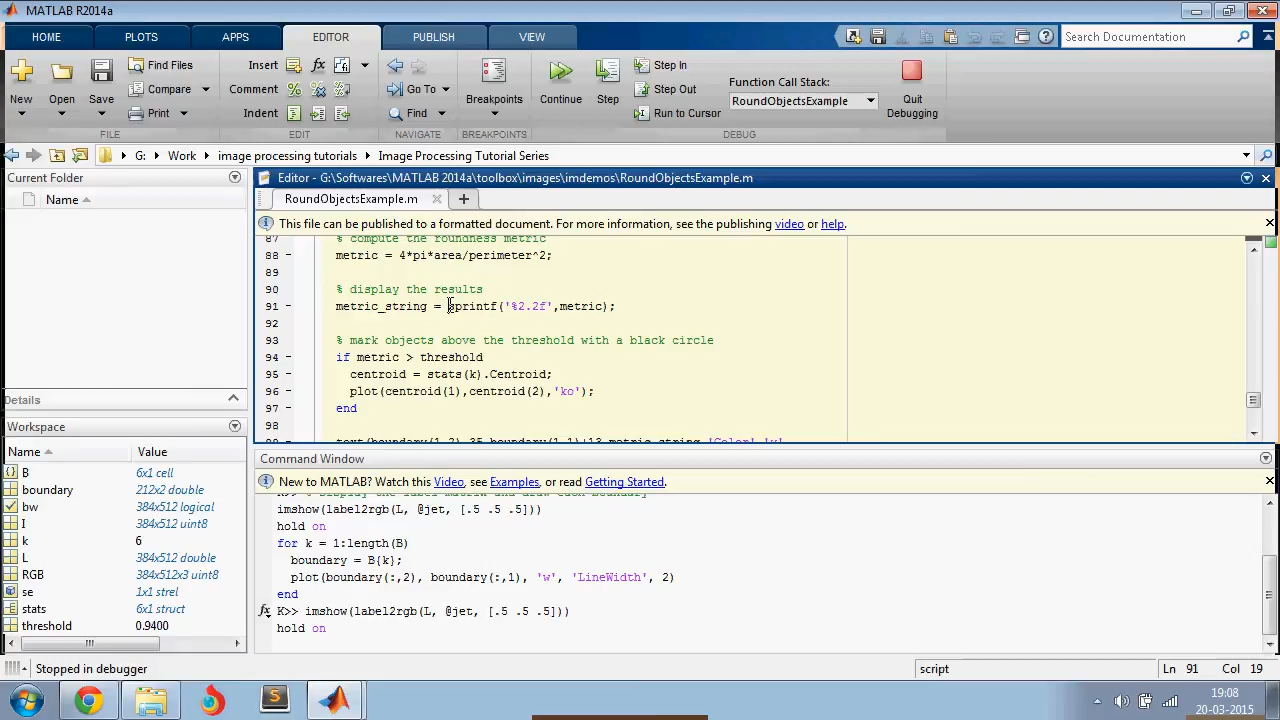 MATLAB R2014a
HOME PLOTS APPS EDITOR PUBLISH VIEW
Search Documentation
New Open Save Find Files Compare Print
Insert Comment Indent
Go To Find
Breakpoints
Continue Step Step In Step Out Run to Cursor
Function Call Stack:
RoundObjectsExample
Quit Debugging
FILE EDIT NAVIGATE BREAKPOINTS DEBUG
G: Work image processing tutorials Image Processing Tutorial Series
Current Folder
Name
Details
Workspace
Name Value
B 6x1 cell
boundary 212x2 double
bw 384x512 logical
I 384x512 uint8
k 6
L 384x512 double
RGB 384x512x3 uint8
se 1x1 strel
stats 6x1 struct
threshold 0.9400
Editor - G:\Softwares\MATLAB 2014a\toolbox\images\imdemos\RoundObjectsExample.m
RoundObjectsExample.m
This file can be published to a formatted document. For more information, see the publishing video or help.
87 % compute the roundness metric
88 - metric = 4*pi*area/perimeter^2;
89
90 % display the results
91 - metric_string = sprintf('%2.2f',metric);
92
93 % mark objects above the threshold with a black circle
94 - if metric > threshold
95 - centroid = stats(k).Centroid;
96 - plot(centroid(1),centroid(2),'ko');
97 - end
98
Command Window
New to MATLAB? Watch this Video, see Examples, or read Getting Started.
imshow(label2rgb(L, @jet, [.5 .5 .5]))
hold on
for k = 1:length(B)
boundary = B{k};
plot(boundary(:,2), boundary(:,1), 'w', 'LineWidth', 2)
end
fx K>> imshow(label2rgb(L, @jet, [.5 .5 .5]))
hold on
Stopped in debugger
script
Ln 91 Col 19
19:08
20-03-2015